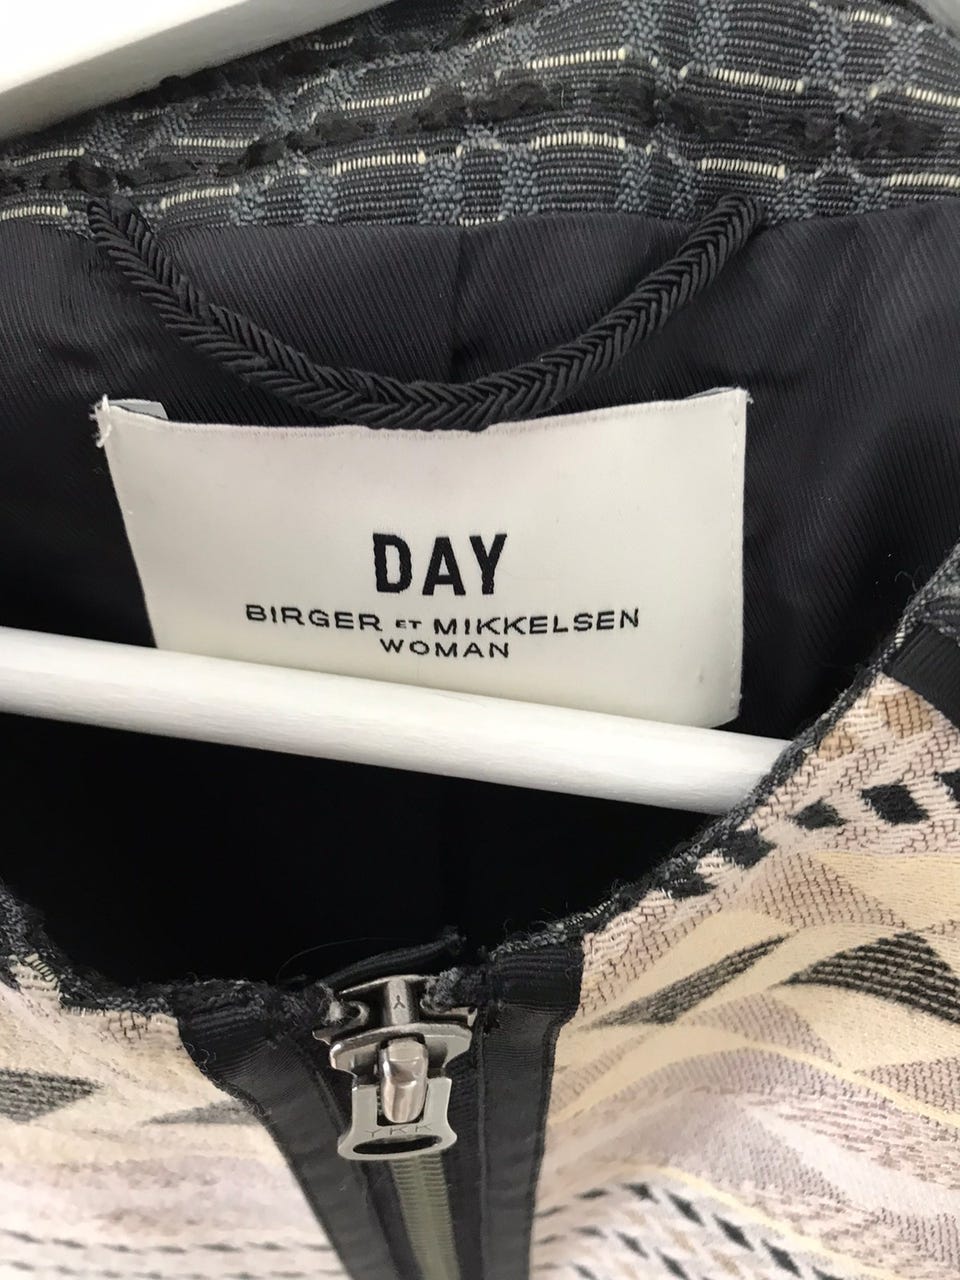 DAY
BIRGER ET MIKKELSEN
WOMAN
YKK